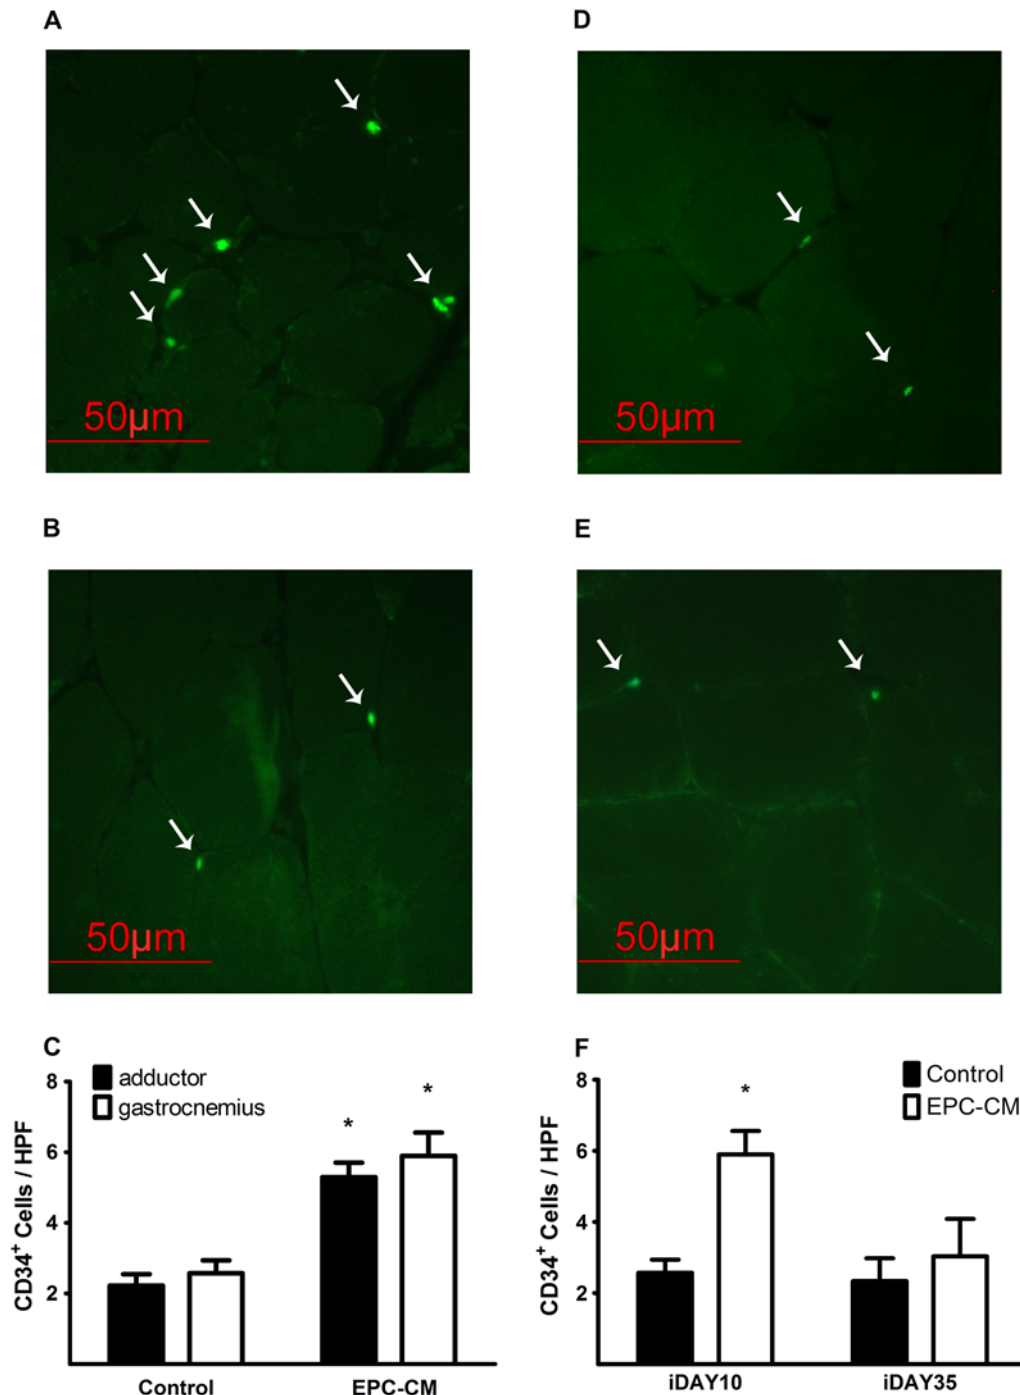 A
D
50µm
50µm
B
E
50µm
50µm
C
adductor
gastrocnemius
CD34+ Cells / HPF
8
6
4
2
*
*
Control
EPC-CM
F
Control
EPC-CM
CD34+ Cells / HPF
8
6
4
2
*
iDAY10
iDAY35